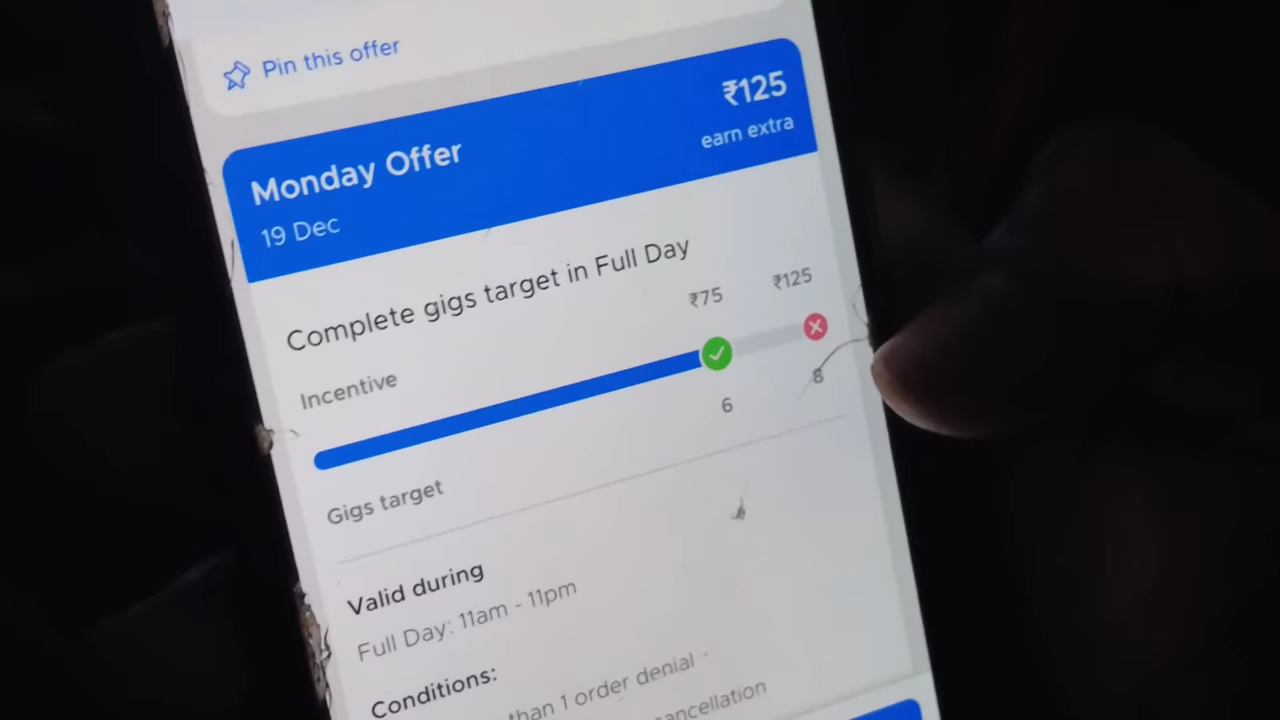 Pin this offer
Monday Offer
₹125
19 Dec
earn extra
Complete gigs target in Full Day
₹75
₹125
Incentive
6
8
Gigs target
Valid during
Full Day: 11am - 11pm
Conditions:
than 1 order denial